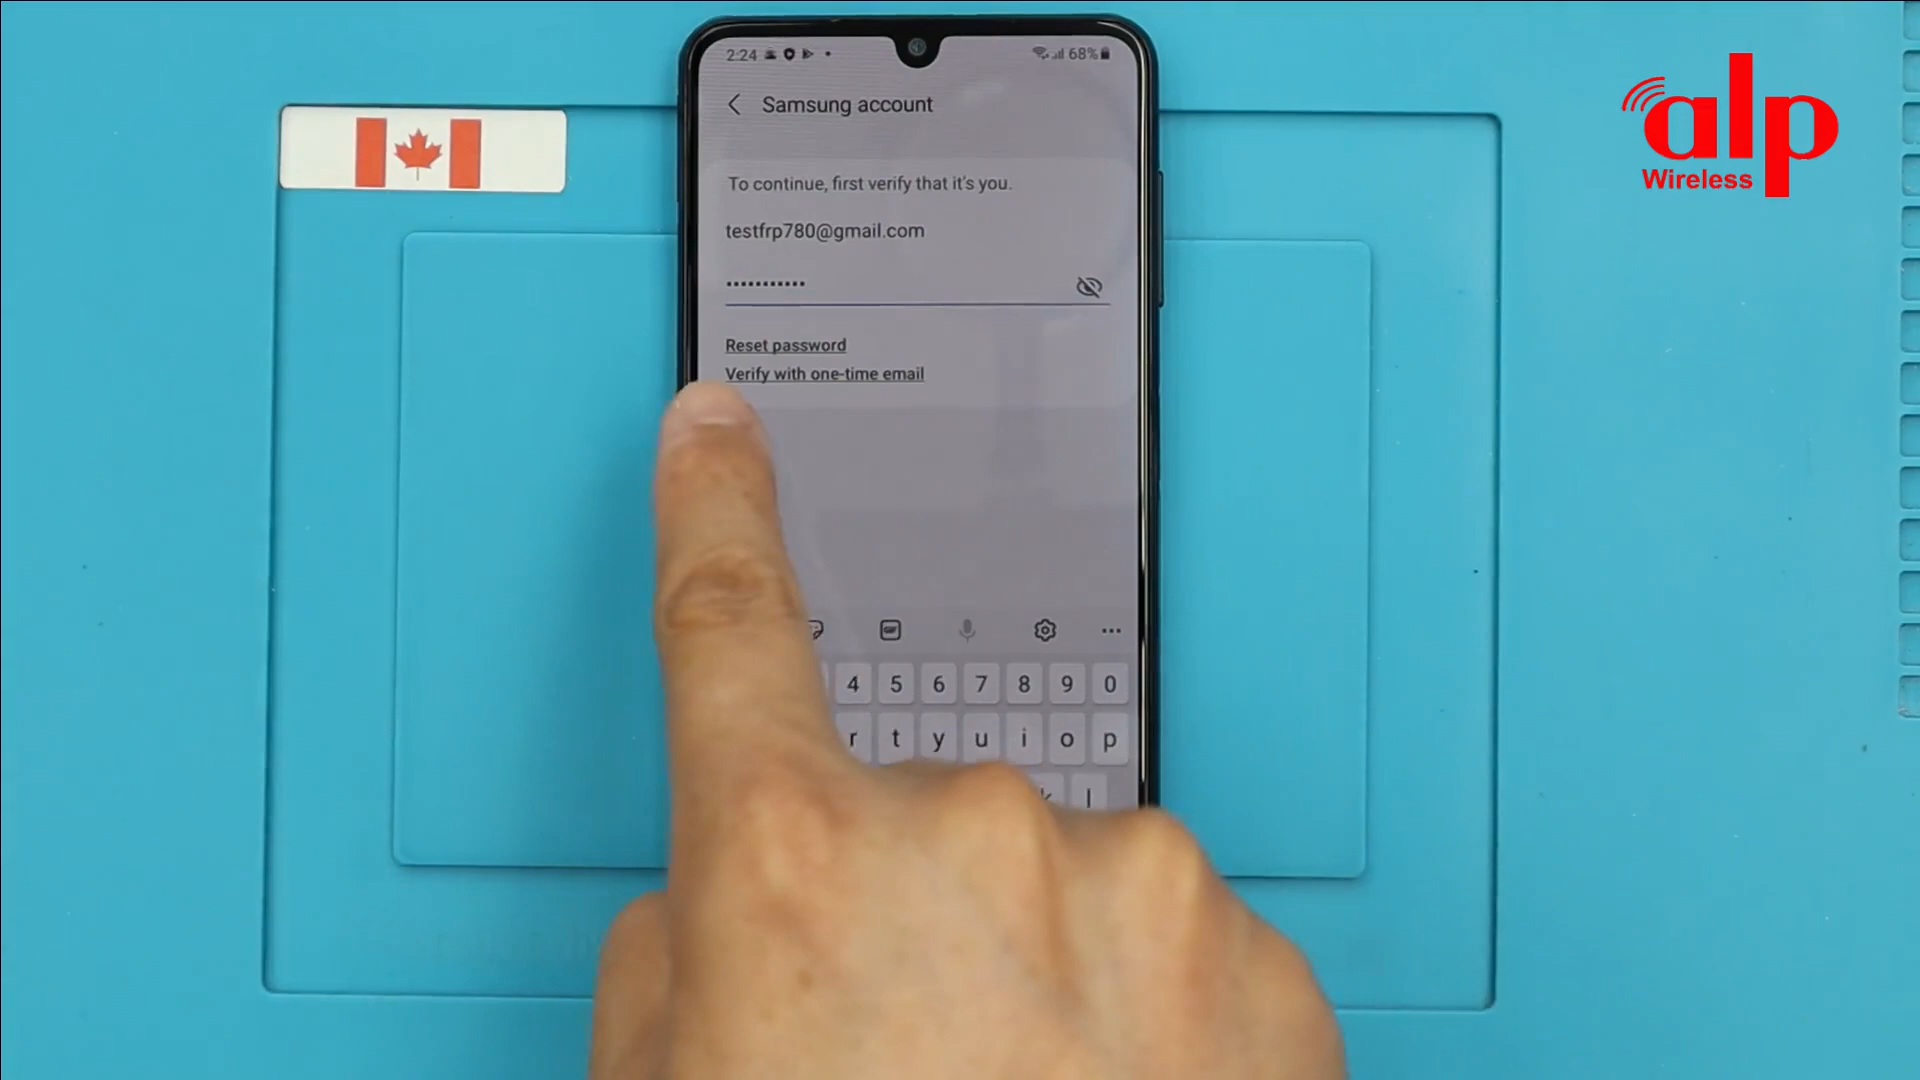 2:24
68%
Samsung account
To continue, first verify that it's you.
testfrp780@gmail.com
•••••••••••
Reset password
Verify with one-time email
GIF
4 5 6 7 8 9 0
r t y u i o p
k l
alp
Wireless